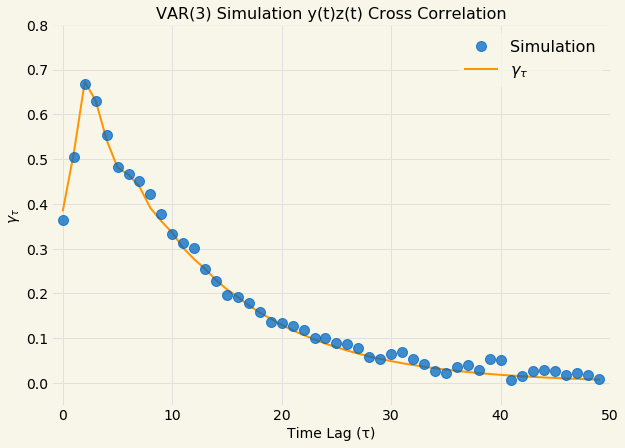 VAR(3) Simulation y(t)z(t) Cross Correlation
Simulation
γτ
γτ
0.8
0.7
0.6
0.5
0.4
0.3
0.2
0.1
0.0
0 10 20 30 40 50
Time Lag (τ)